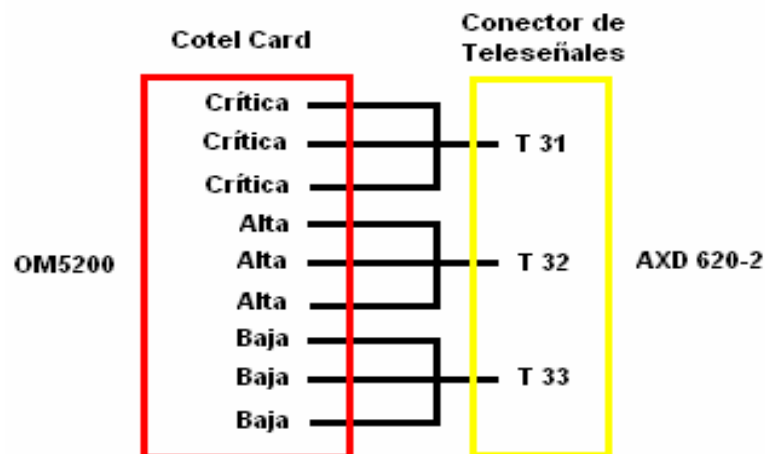 Cotel Card
Conector de
Teleseñales
Crítica
Crítica
Crítica
Alta
Alta
Alta
Baja
Baja
Baja
T 31
T 32
T 33
OM5200
AXD 620-2